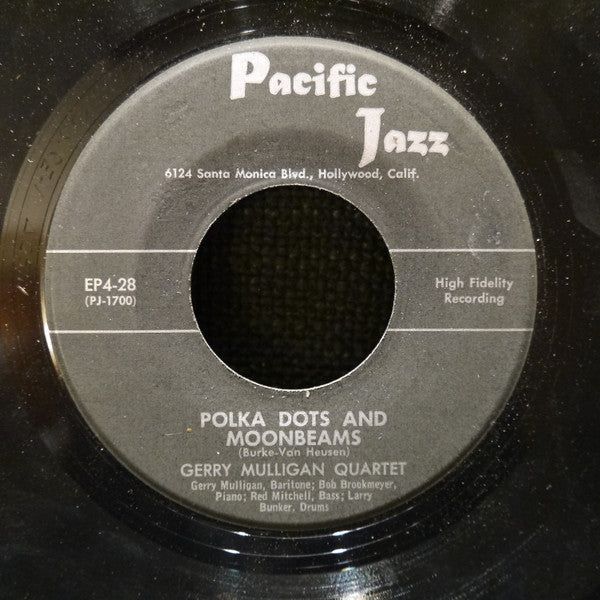 Pacific
Jazz
6124 Santa Monica Blvd., Hollywood, Calif.
EP4-28
(PJ-1700)
High Fidelity
Recording
POLKA DOTS AND
MOONBEAMS
(Burke-Van Heusen)
GERRY MULLIGAN QUARTET
Gerry Mulligan, Baritone; Bob Brookmeyer,
Piano; Red Mitchell, Bass; Larry
Bunker, Drums